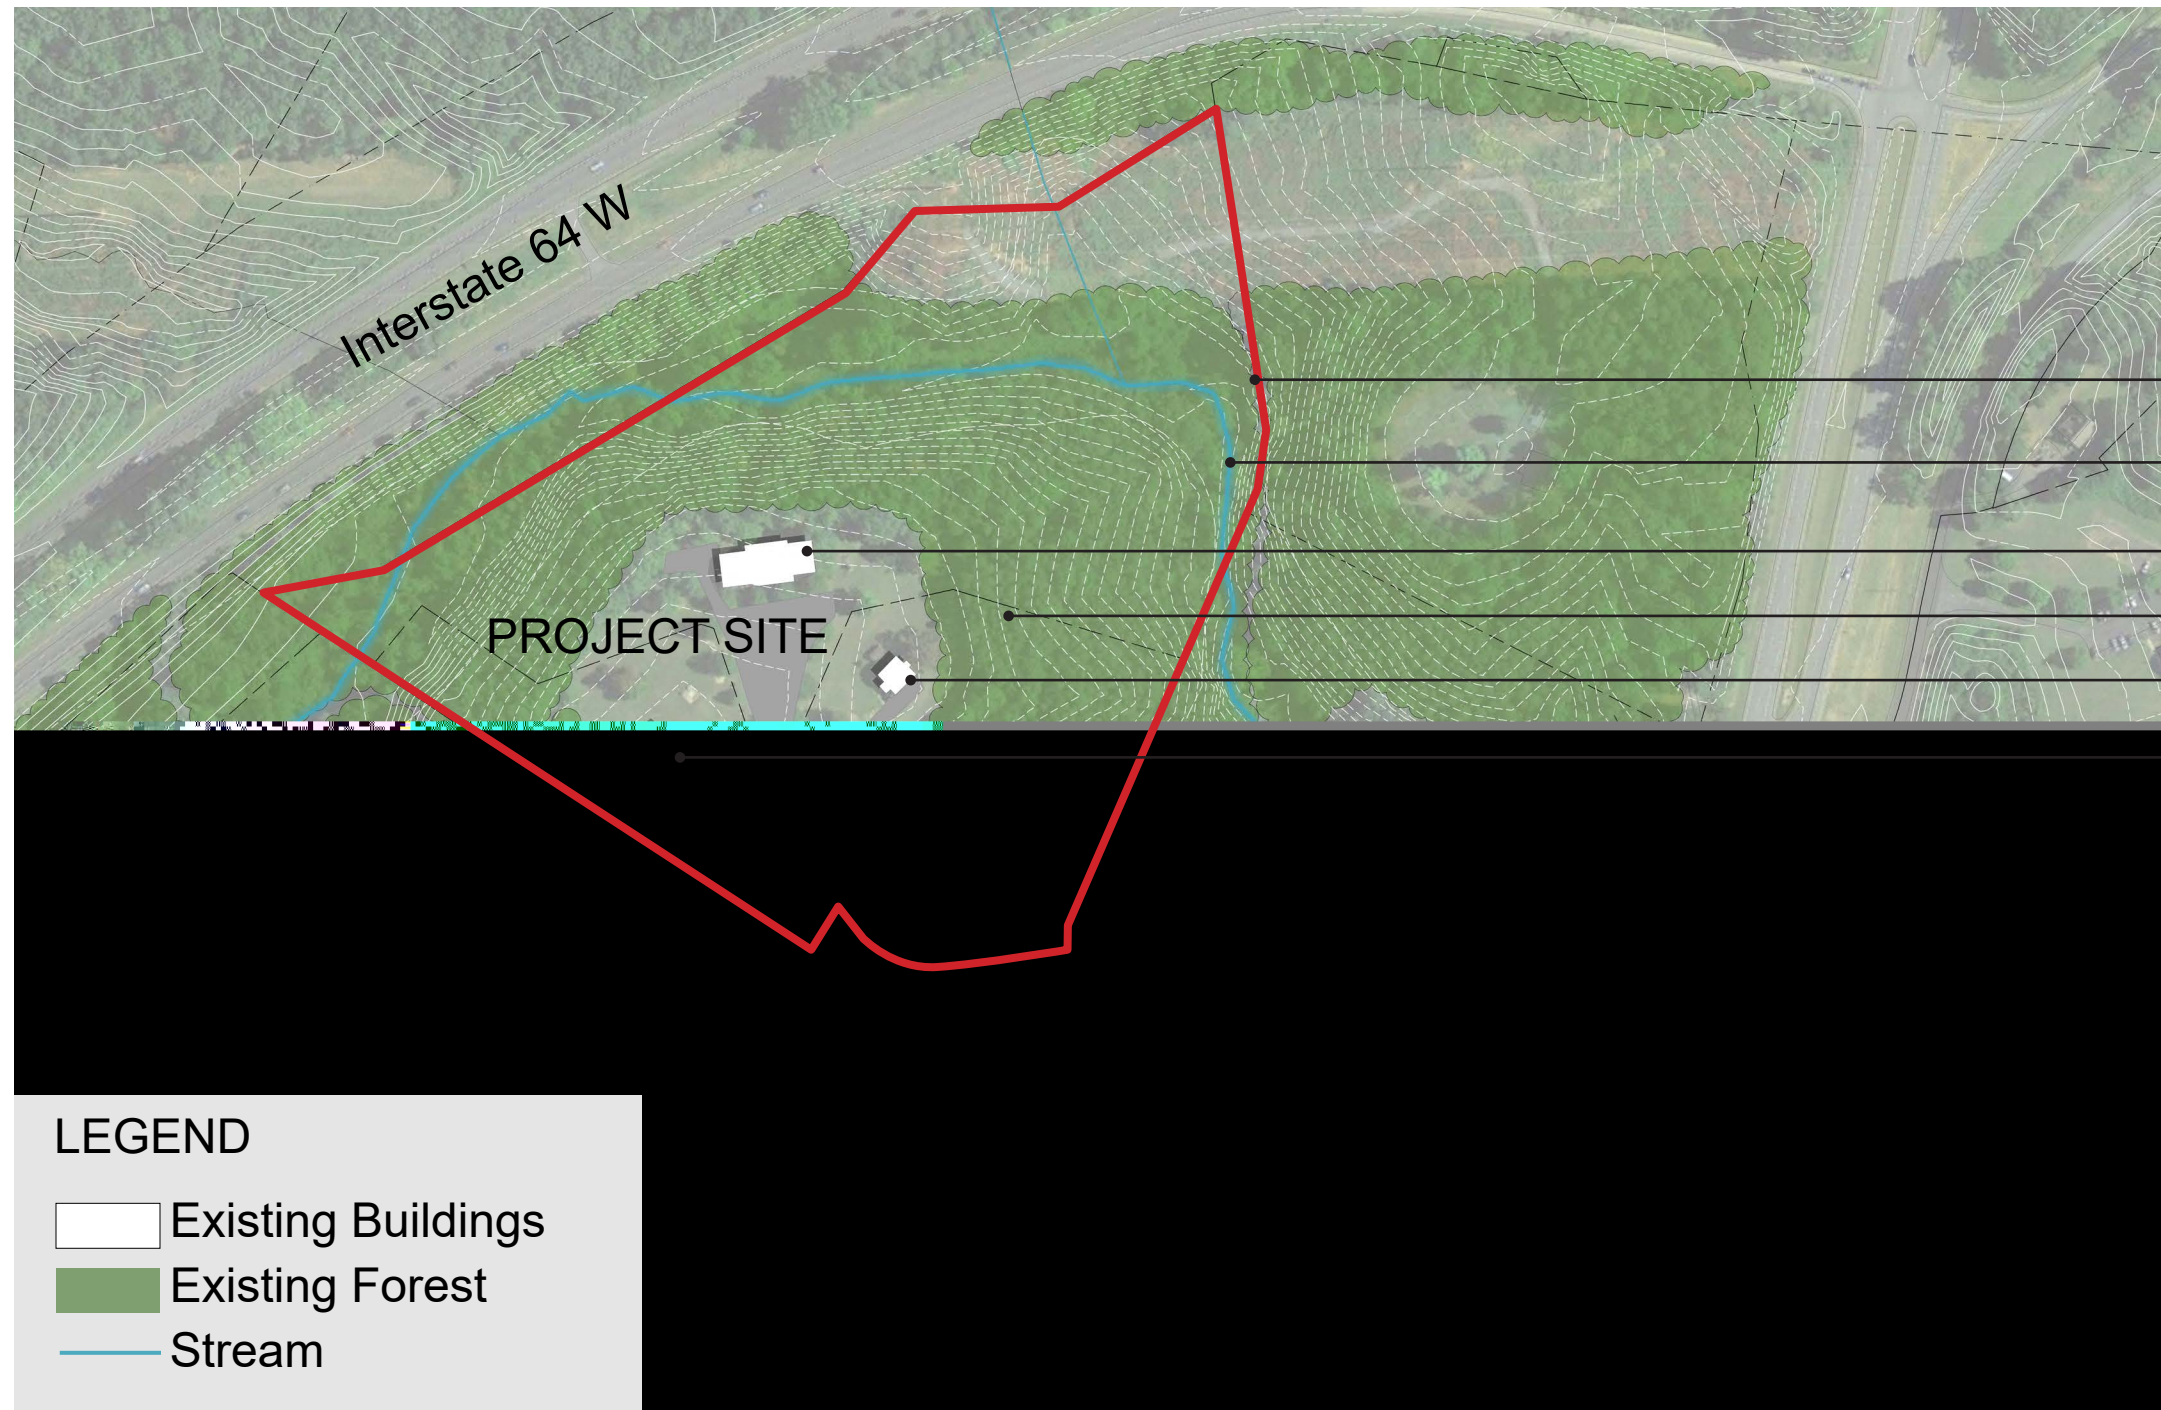 Interstate 64 W
PROJECT SITE
LEGEND
Existing Buildings
Existing Forest
Stream